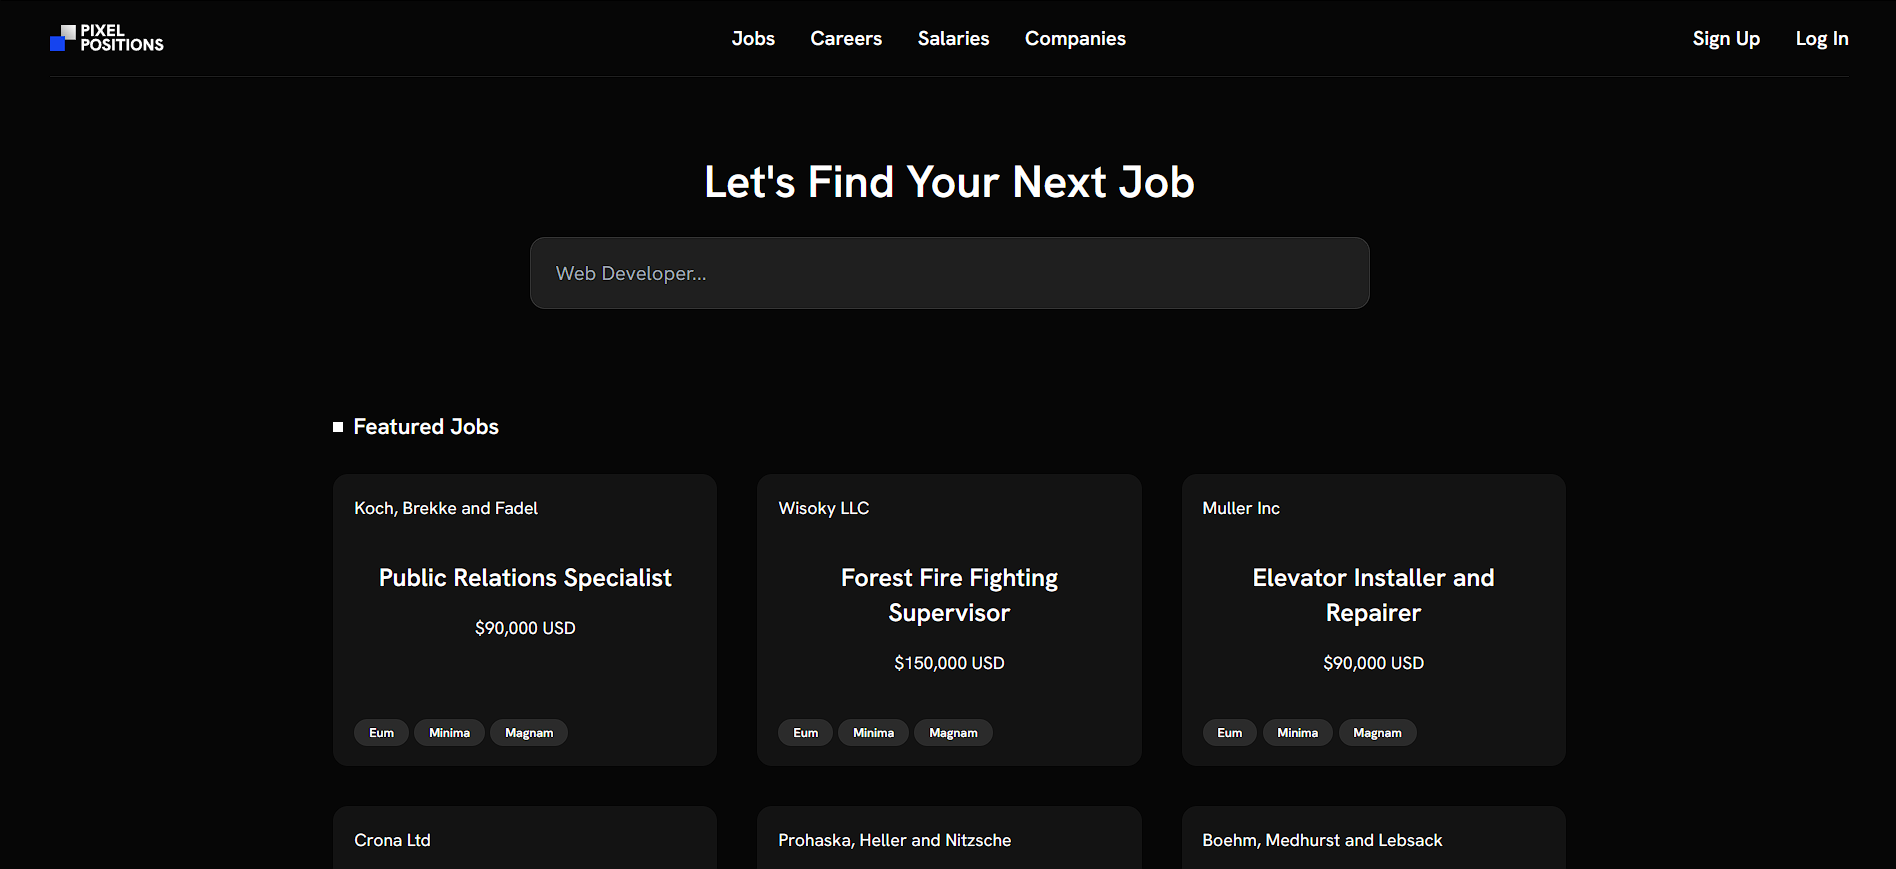 PIXEL
POSITIONS
Jobs Careers Salaries Companies
Sign Up Log In
Let's Find Your Next Job
Web Developer...
Featured Jobs
Koch, Brekke and Fadel
Public Relations Specialist
$90,000 USD
Eum Minima Magnam
Wisoky LLC
Forest Fire Fighting
Supervisor
$150,000 USD
Eum Minima Magnam
Muller Inc
Elevator Installer and
Repairer
$90,000 USD
Eum Minima Magnam
Crona Ltd
Prohaska, Heller and Nitzsche
Boehm, Medhurst and Lebsack